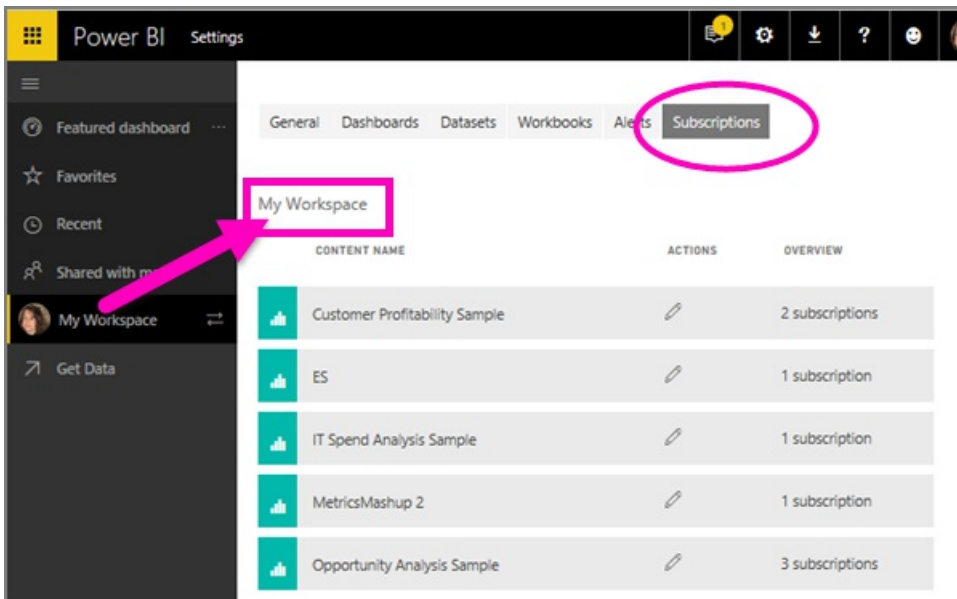 Power BI Settings 1 ?
Featured dashboard ...
Favorites
Recent
Shared with
My Workspace
Get Data
General Dashboards Datasets Workbooks Alerts Subscriptions
My Workspace
CONTENT NAME ACTIONS OVERVIEW
Customer Profitability Sample 2 subscriptions
ES 1 subscription
IT Spend Analysis Sample 1 subscription
MetricsMashup 2 1 subscription
Opportunity Analysis Sample 3 subscriptions